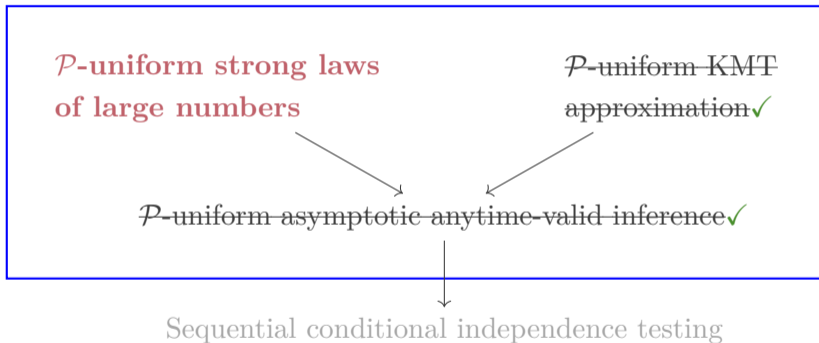 𝒫-uniform strong laws
of large numbers
𝒫-uniform KMT
approximation✓
𝒫-uniform asymptotic anytime-valid inference✓
Sequential conditional independence testing